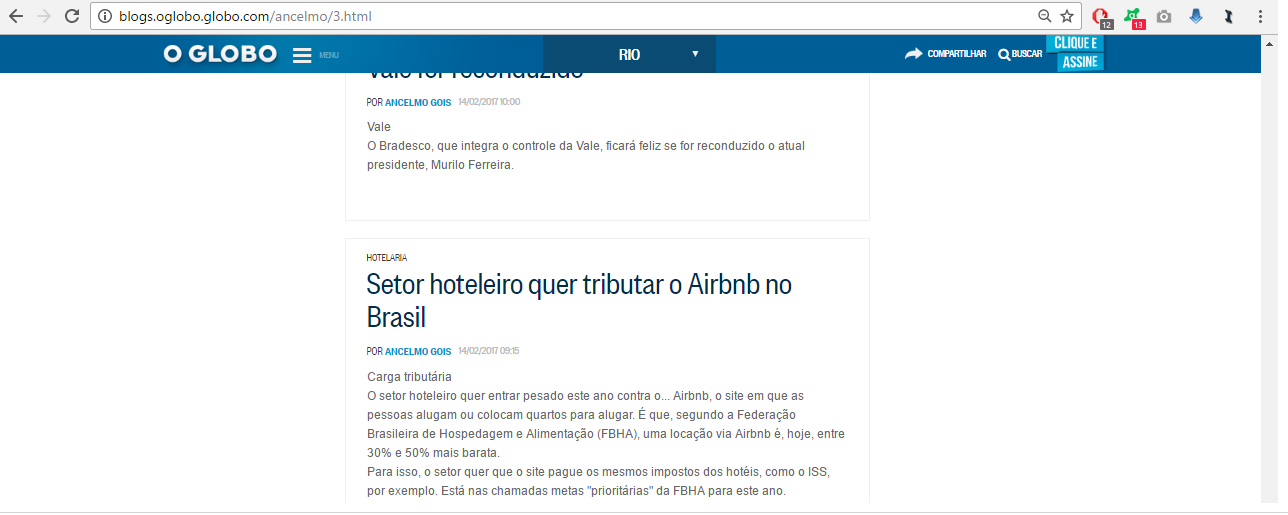 blogs.oglobo.globo.com/ancelmo/3.html
12
13
O GLOBO
MENU
RIO
COMPARTILHAR
BUSCAR
CLIQUE E
ASSINE
Vale for reconduzido
POR ANCELMO GOIS 14/02/2017 10:00
Vale
O Bradesco, que integra o controle da Vale, ficará feliz se for reconduzido o atual
presidente, Murilo Ferreira.
HOTELARIA
Setor hoteleiro quer tributar o Airbnb no
Brasil
POR ANCELMO GOIS 14/02/2017 09:15
Carga tributária
O setor hoteleiro quer entrar pesado este ano contra o... Airbnb, o site em que as
pessoas alugam ou colocam quartos para alugar. É que, segundo a Federação
Brasileira de Hospedagem e Alimentação (FBHA), uma locação via Airbnb é, hoje, entre
30% e 50% mais barata.
Para isso, o setor quer que o site pague os mesmos impostos dos hotéis, como o ISS,
por exemplo. Está nas chamadas metas "prioritárias" da FBHA para este ano.